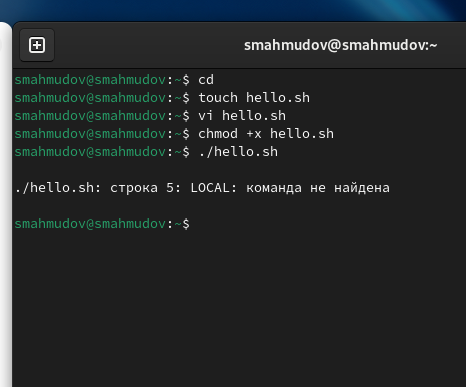 smahmudov@smahmudov:~
smahmudov@smahmudov:~$ cd
smahmudov@smahmudov:~$ touch hello.sh
smahmudov@smahmudov:~$ vi hello.sh
smahmudov@smahmudov:~$ chmod +x hello.sh
smahmudov@smahmudov:~$ ./hello.sh
./hello.sh: строка 5: LOCAL: команда не найдена
smahmudov@smahmudov:~$